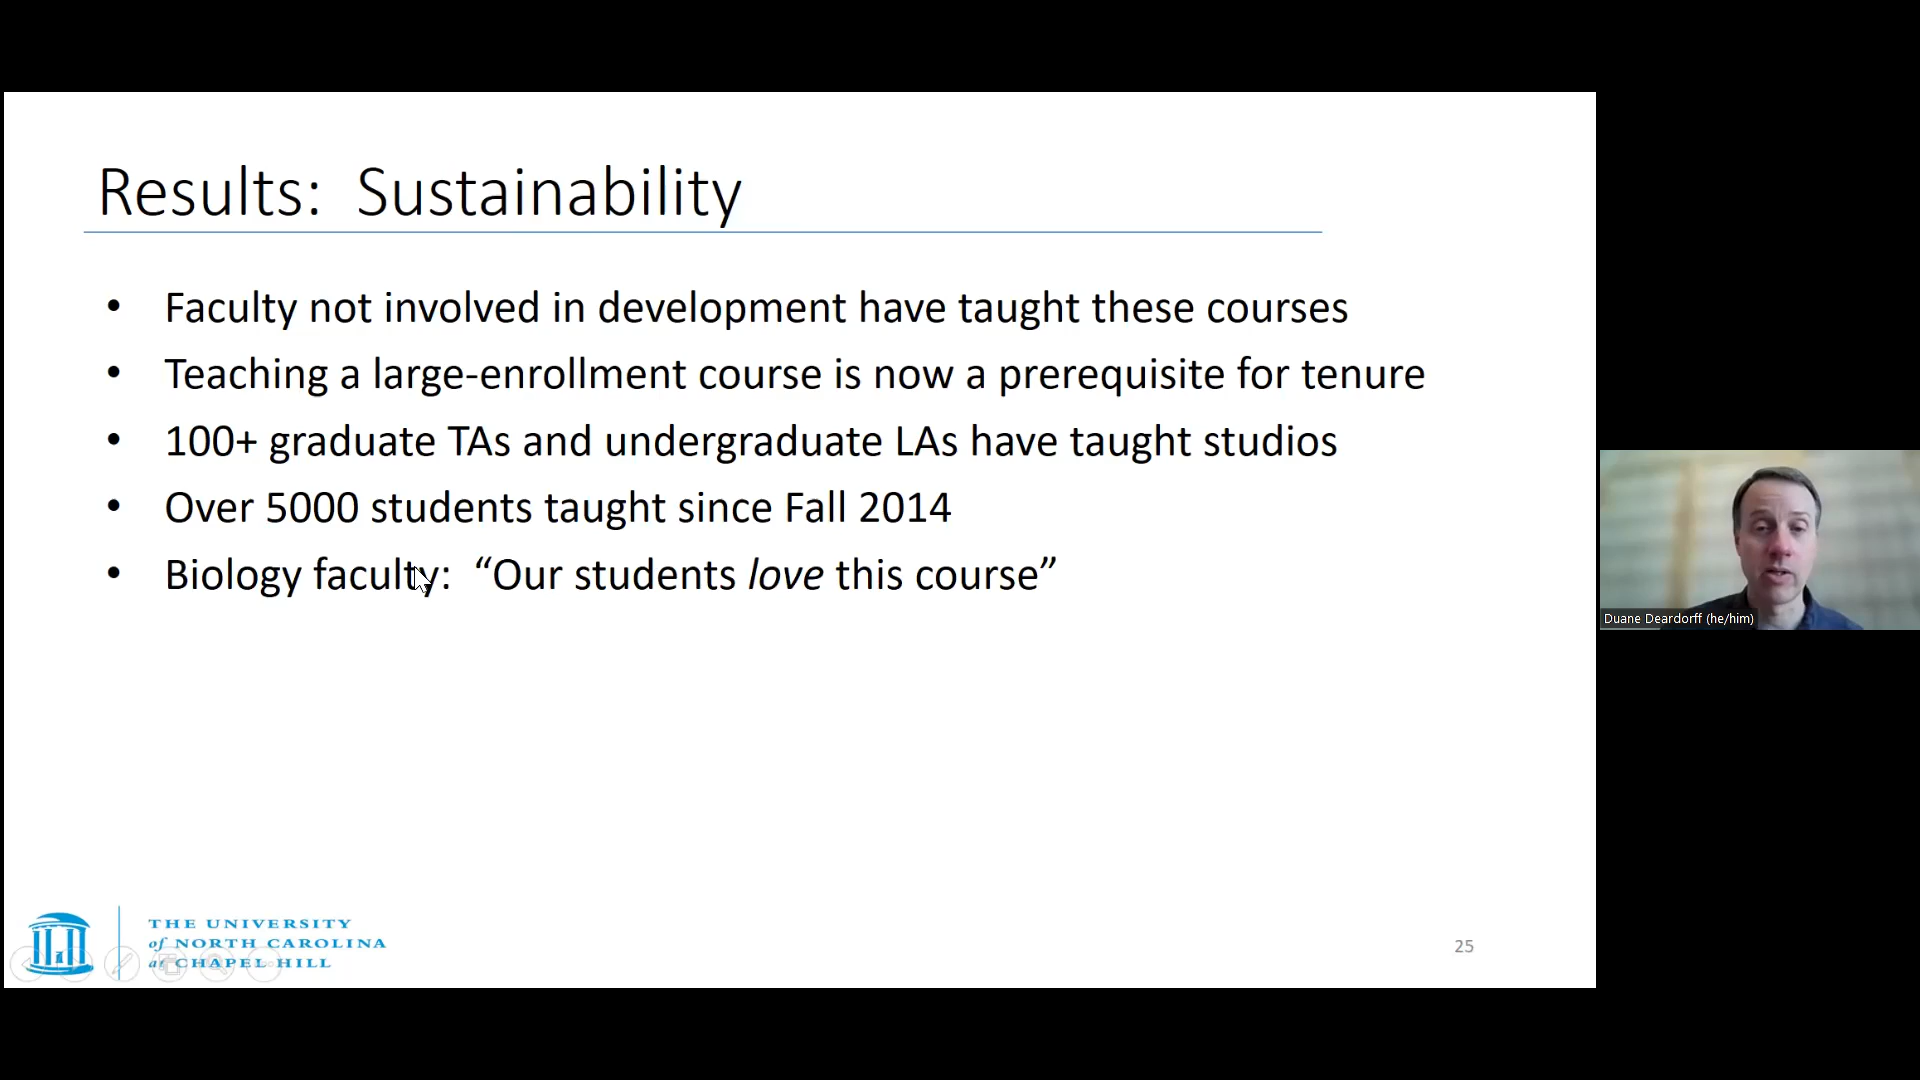 Results:  Sustainability
• Faculty not involved in development have taught these courses
• Teaching a large-enrollment course is now a prerequisite for tenure
• 100+ graduate TAs and undergraduate LAs have taught studios
• Over 5000 students taught since Fall 2014
• Biology faculty:  “Our students love this course”
Duane Deardorff (he/him)
THE UNIVERSITY
of NORTH CAROLINA
at CHAPEL HILL
25